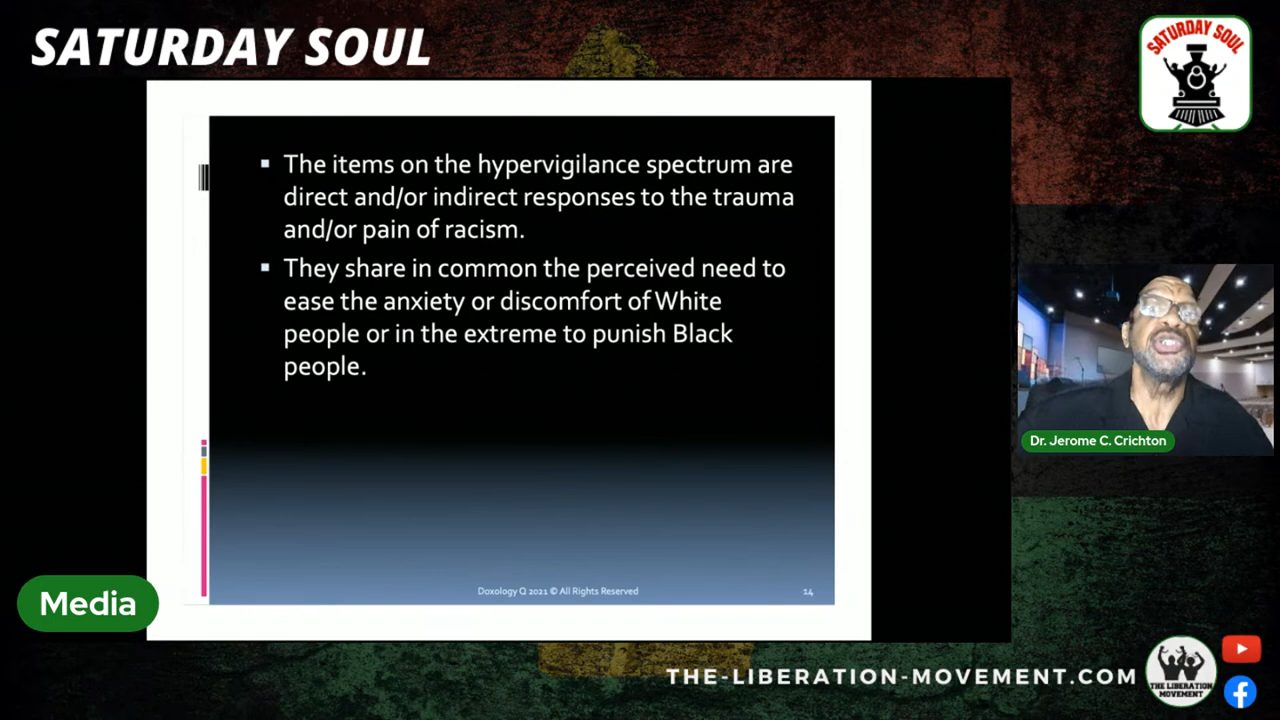 SATURDAY SOUL
SATURDAY SOUL
The items on the hypervigilance spectrum are
direct and/or indirect responses to the trauma
and/or pain of racism.
They share in common the perceived need to
ease the anxiety or discomfort of White
people or in the extreme to punish Black
people.
Dr. Jerome C. Crichton
Doxology Q 2021 © All Rights Reserved
14
Media
THE-LIBERATION-MOVEMENT.COM
THE LIBERATION
MOVEMENT